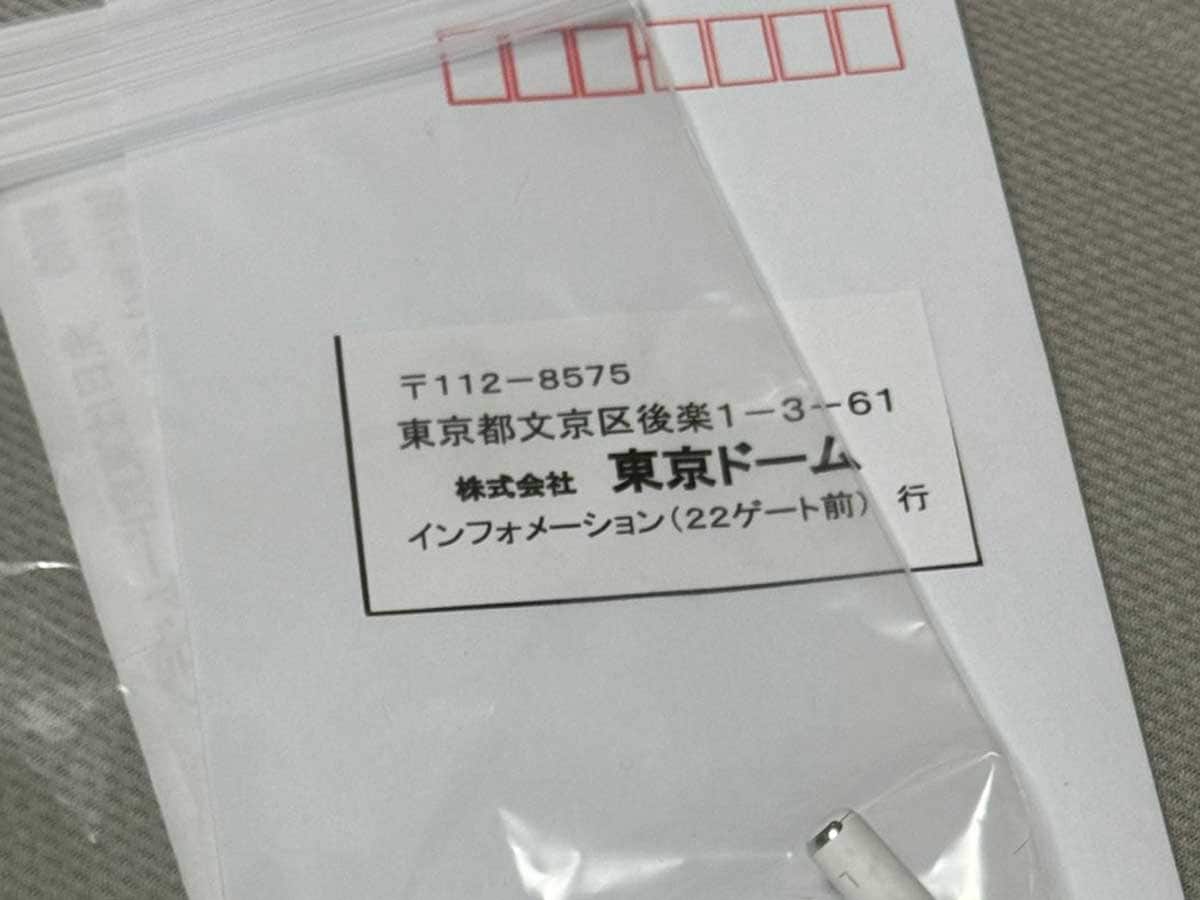 〒112-8575
東京都文京区後楽1-3-61
株式会社 東京ドーム
インフォメーション(22ゲート前) 行
L